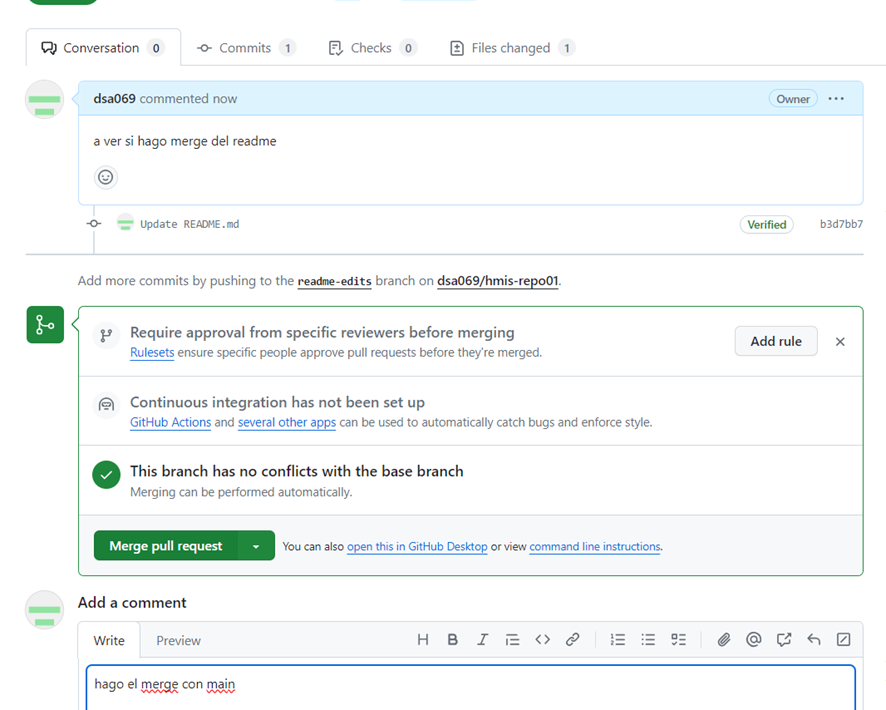 Conversation 0 Commits 1 Checks 0 Files changed 1
dsa069 commented now Owner
a ver si hago merge del readme
Update README.md Verified b3d7bb7
Add more commits by pushing to the readme-edits branch on dsa069/hmis-repo01.
Require approval from specific reviewers before merging
Rulesets ensure specific people approve pull requests before they're merged.
Add rule
Continuous integration has not been set up
GitHub Actions and several other apps can be used to automatically catch bugs and enforce style.
This branch has no conflicts with the base branch
Merging can be performed automatically.
Merge pull request You can also open this in GitHub Desktop or view command line instructions.
Add a comment
Write Preview
hago el merge con main